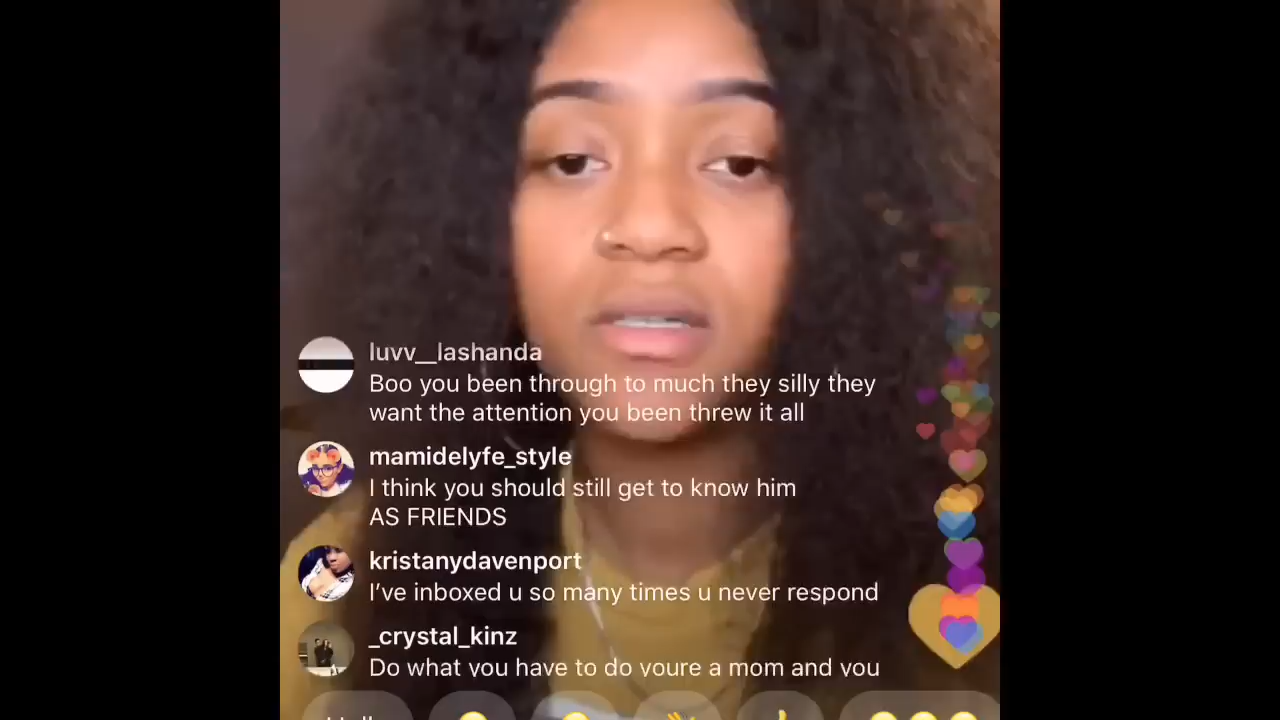 luvv__lashanda
Boo you been through to much they silly they
want the attention you been threw it all
mamidelyfe_style
I think you should still get to know him
AS FRIENDS
kristanydavenport
I’ve inboxed u so many times u never respond
_crystal_kinz
Do what you have to do youre a mom and you